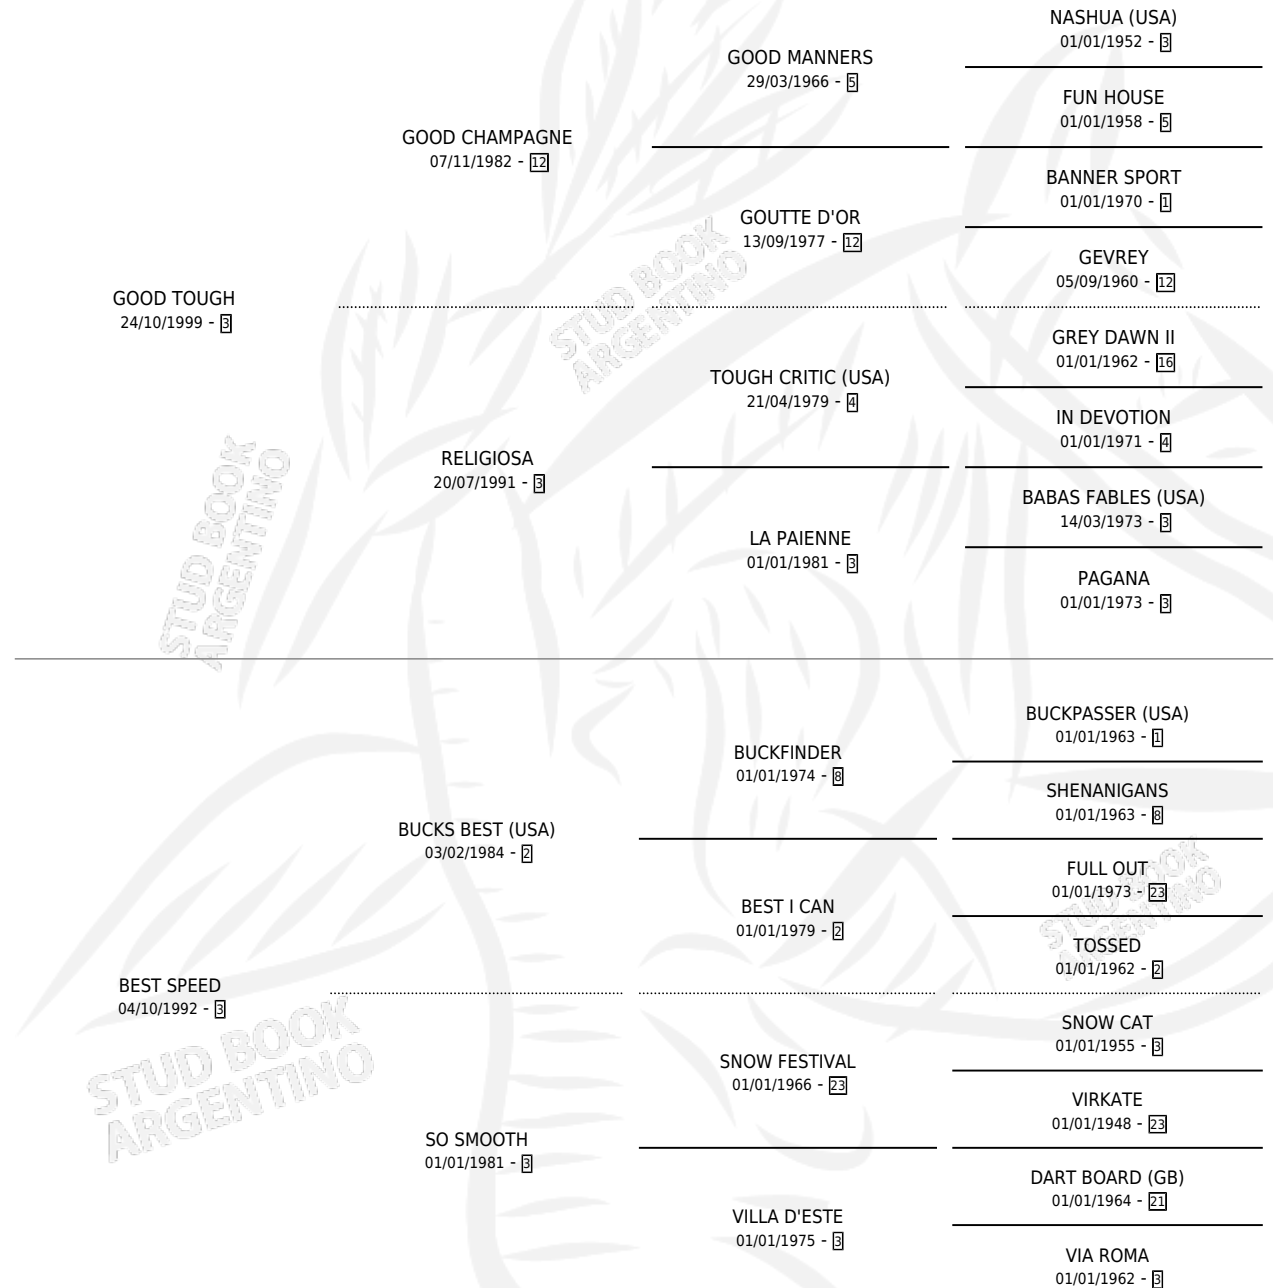 NASHUA (USA)
01/01/1952 - 3
GOOD MANNERS
29/03/1966 - 5
FUN HOUSE
01/01/1958 - 5
GOOD CHAMPAGNE
07/11/1982 - 12
BANNER SPORT
01/01/1970 - 1
GOUTTE D'OR
13/09/1977 - 12
GEVREY
05/09/1960 - 12
GOOD TOUGH
24/10/1999 - 3
STUD BOOK
ARGENTINO
GREY DAWN II
01/01/1962 - 16
TOUGH CRITIC (USA)
21/04/1979 - 4
IN DEVOTION
01/01/1971 - 4
RELIGIOSA
20/07/1991 - 3
BABAS FABLES (USA)
14/03/1973 - 3
LA PAIENNE
01/01/1981 - 3
PAGANA
01/01/1973 - 3
STUD BOOK
ARGENTINO
BUCKPASSER (USA)
01/01/1963 - 1
BUCKFINDER
01/01/1974 - 8
SHENANIGANS
01/01/1963 - 8
BUCKS BEST (USA)
03/02/1984 - 2
FULL OUT
01/01/1973 - 23
BEST I CAN
01/01/1979 - 2
STUD BOOK
ARGENTINO
TOSSED
01/01/1962 - 2
BEST SPEED
04/10/1992 - 3
SNOW CAT
01/01/1955 - 3
SNOW FESTIVAL
01/01/1966 - 23
STUD BOOK
ARGENTINO
VIRKATE
01/01/1948 - 23
SO SMOOTH
01/01/1981 - 3
DART BOARD (GB)
01/01/1964 - 21
VILLA D'ESTE
01/01/1975 - 3
VIA ROMA
01/01/1962 - 3